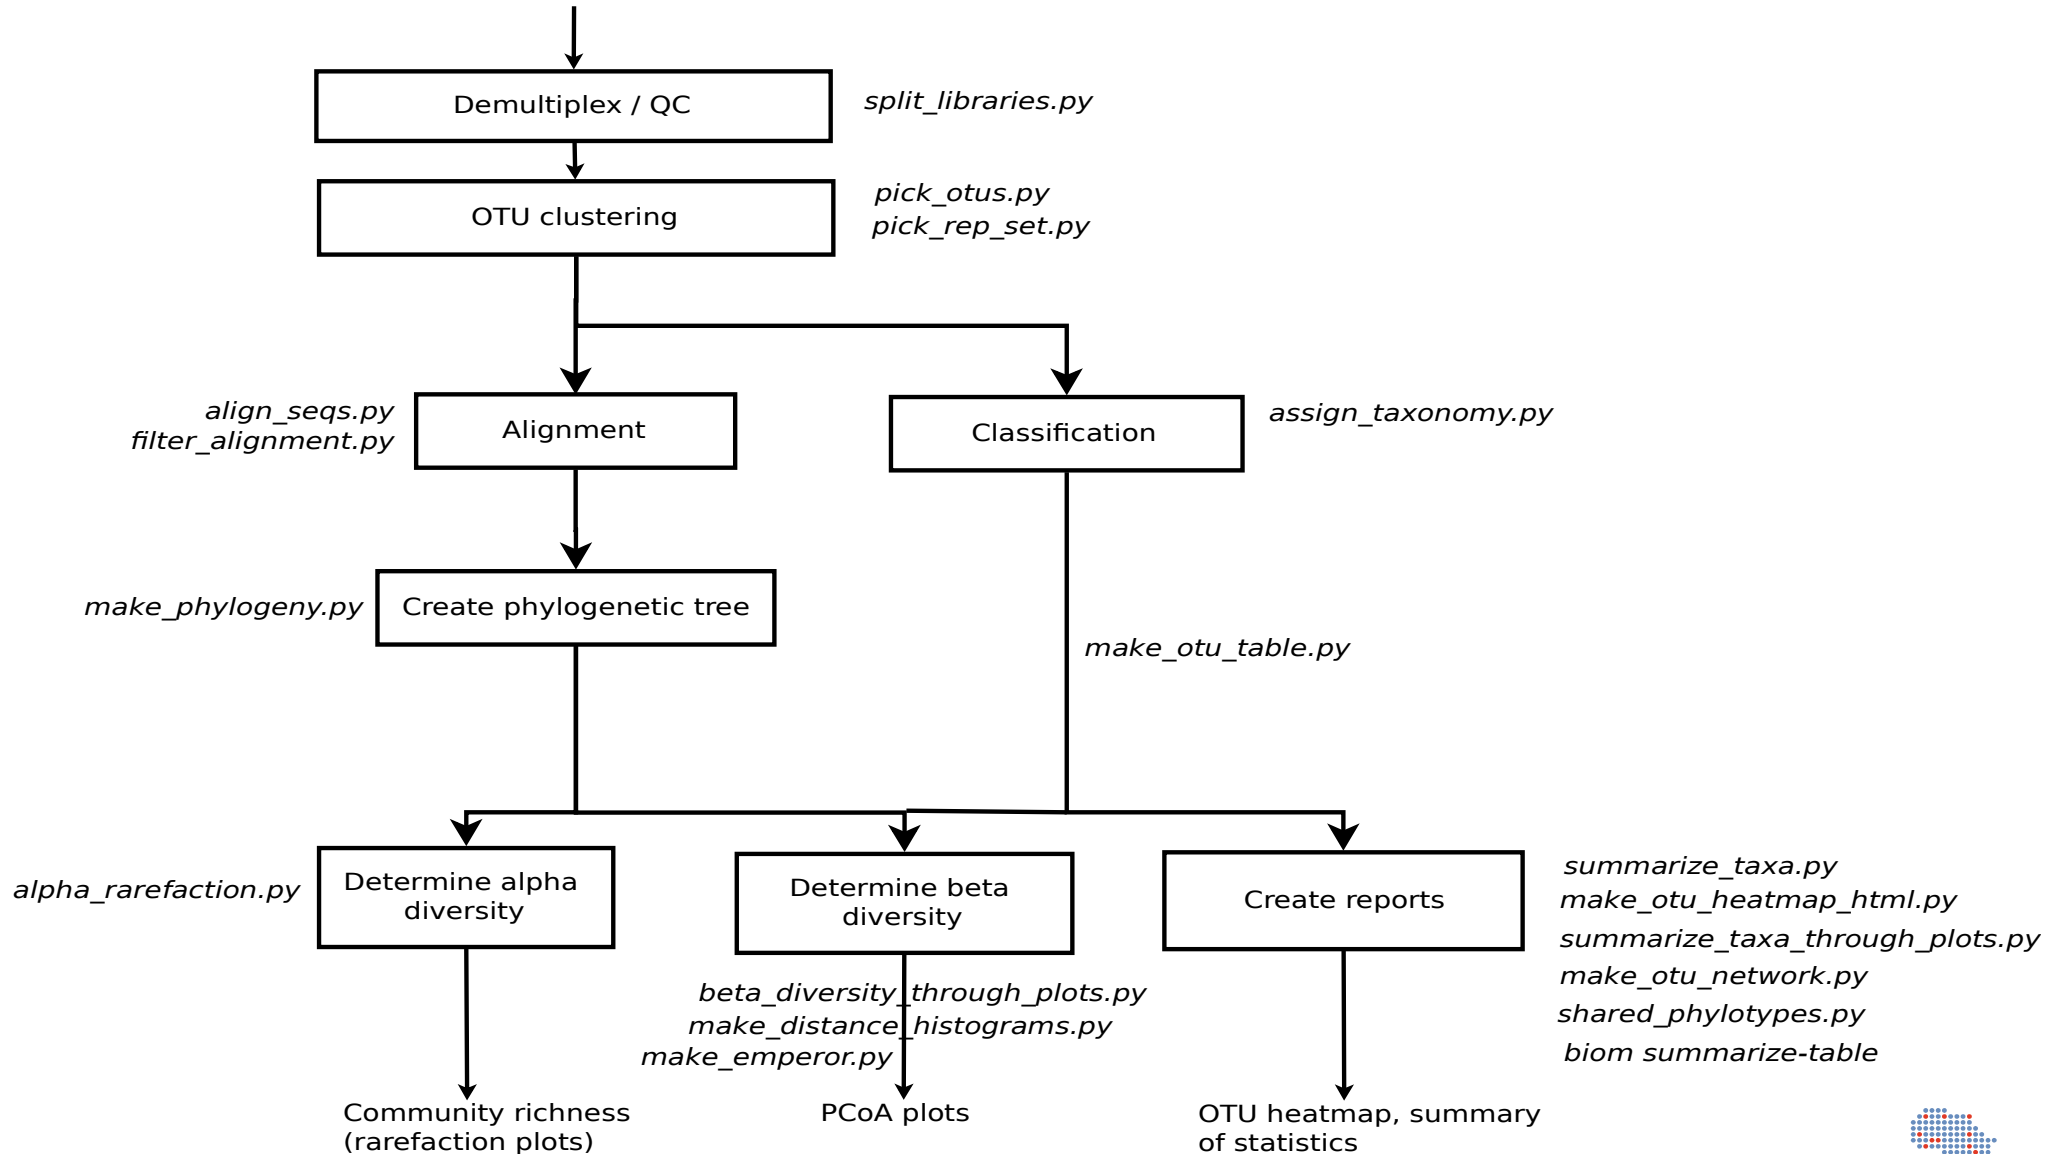 Demultiplex / QC
split_libraries.py
OTU clustering
pick_otus.py
pick_rep_set.py
align_seqs.py
filter_alignment.py
Alignment
Classification
assign_taxonomy.py
make_phylogeny.py
Create phylogenetic tree
make_otu_table.py
alpha_rarefaction.py
Determine alpha
diversity
Determine beta
diversity
Create reports
summarize_taxa.py
make_otu_heatmap_html.py
summarize_taxa_through_plots.py
make_otu_network.py
shared_phylotypes.py
biom summarize-table
beta_diversity_through_plots.py
make_distance_histograms.py
make_emperor.py
Community richness
(rarefaction plots)
PCoA plots
OTU heatmap, summary
of statistics